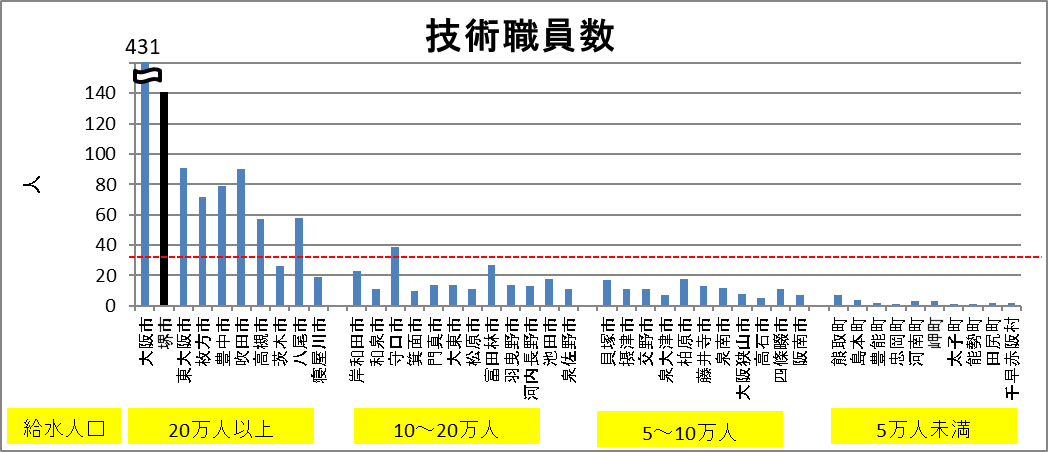 技術職員数
431
人
140
120
100
80
60
40
20
0
大阪市
堺市
東大阪市
枚方市
豊中市
吹田市
高槻市
茨木市
八尾市
寝屋川市
岸和田市
和泉市
守口市
箕面市
門真市
大東市
松原市
富田林市
羽曳野市
河内長野市
池田市
泉佐野市
貝塚市
摂津市
交野市
泉大津市
柏原市
藤井寺市
泉南市
大阪狭山市
高石市
四條畷市
阪南市
熊取町
島本町
豊能町
忠岡町
河南町
岬町
太子町
能勢町
田尻町
千早赤阪村
給水人口
20万人以上
10～20万人
5～10万人
5万人未満